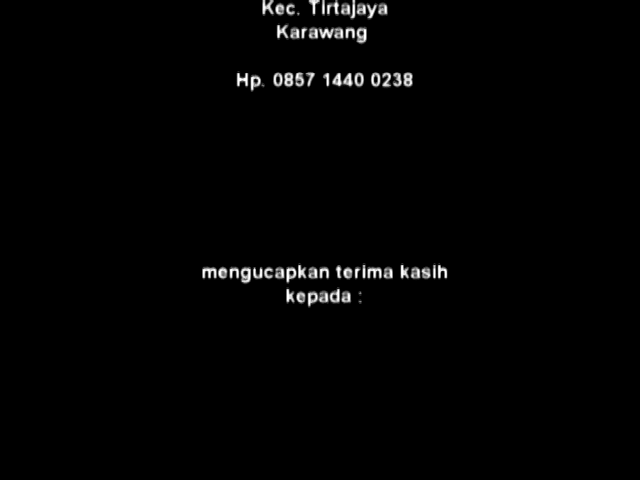 Kec. Tirtajaya
Karawang
Hp. 0857 1440 0238
mengucapkan terima kasih
kepada :